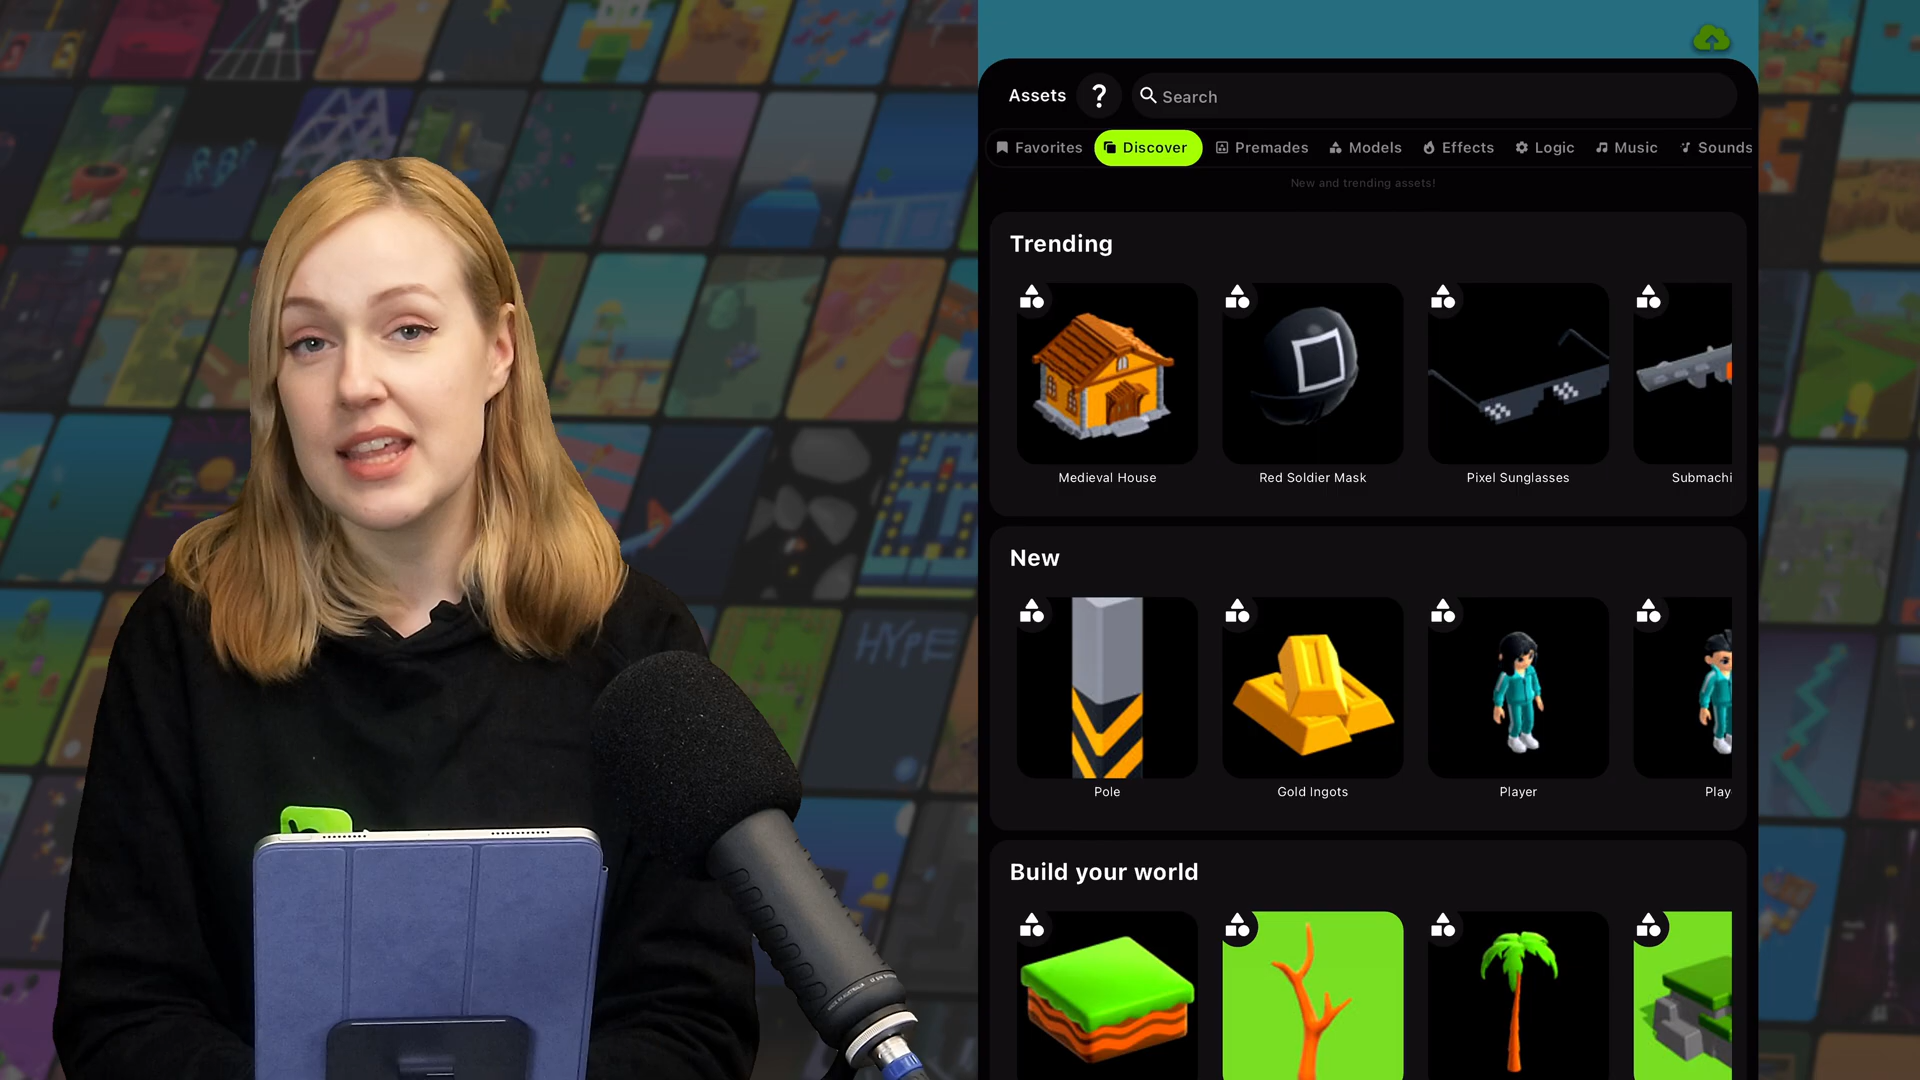 Assets
?
Search
Favorites
Discover
Premades
Models
Effects
Logic
Music
Sounds
New and trending assets!
Trending
Medieval House
Red Soldier Mask
Pixel Sunglasses
Submachi
New
Pole
Gold Ingots
Player
Play
Build your world
HYPE